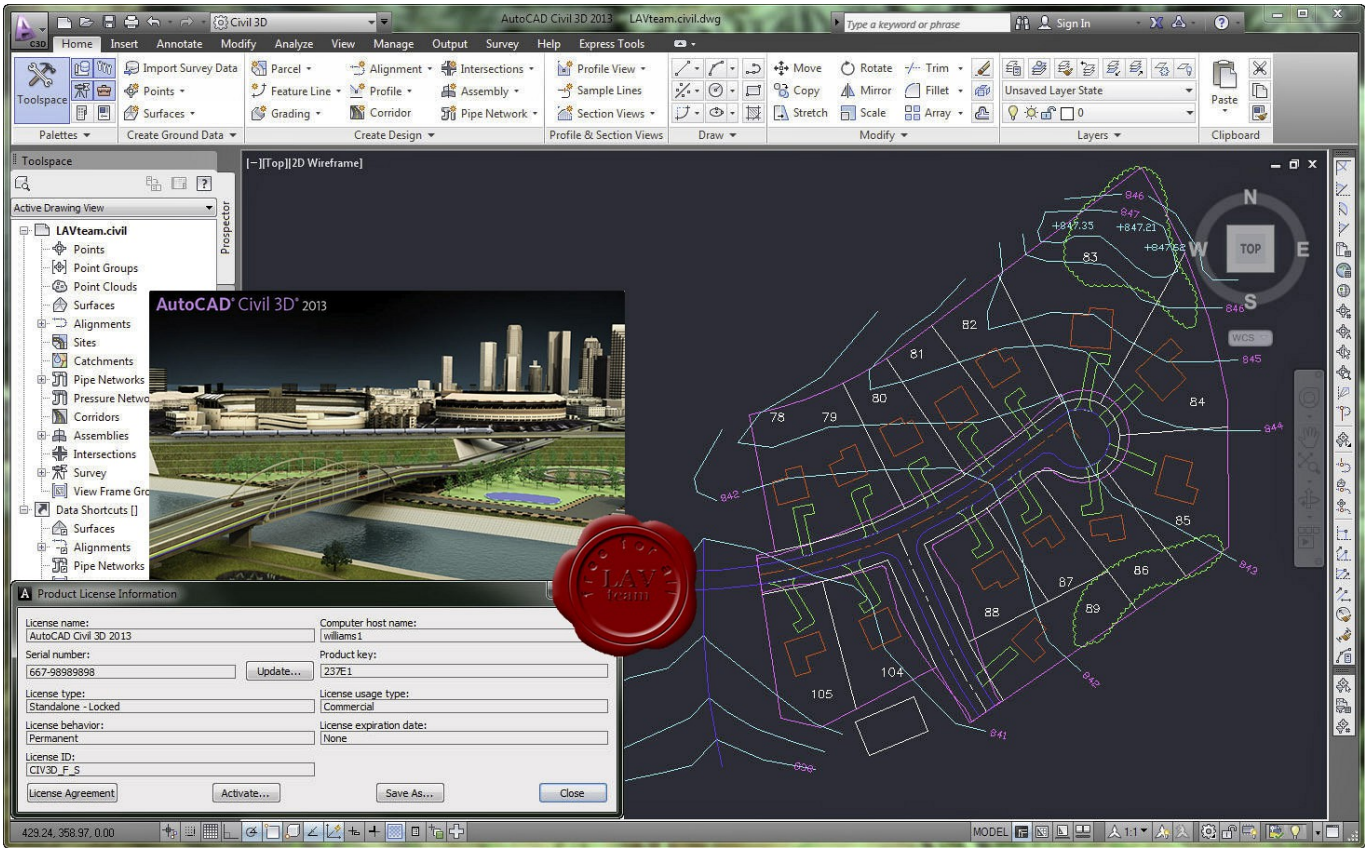 Civil 3D
AutoCAD Civil 3D 2013 LAVteam.civil.dwg
Type a keyword or phrase
Sign In
C3D
Home Insert Annotate Modify Analyze View Manage Output Survey Help Express Tools
Toolspace
Import Survey Data
Points
Surfaces
Parcel
Feature Line
Grading
Alignment
Profile
Corridor
Intersections
Assembly
Pipe Network
Profile View
Sample Lines
Section Views
Move
Copy
Stretch
Rotate
Mirror
Scale
Trim
Fillet
Array
Unsaved Layer State
0
Paste
Palettes
Create Ground Data
Create Design
Profile & Section Views
Draw
Modify
Layers
Clipboard
Toolspace
Active Drawing View
Prospector
LAVteam.civil
Points
Point Groups
Point Clouds
Surfaces
Alignments
Sites
Catchments
Pipe Networks
Pressure Netwo
Corridors
Assemblies
Intersections
Survey
View Frame Gro
Data Shortcuts []
Surfaces
Alignments
Pipe Networks
AutoCAD® Civil 3D® 2013
LAV
team
Product License Information
License name:
AutoCAD Civil 3D 2013
Computer host name:
williams1
Serial number:
667-98989898
Update...
Product key:
237E1
License type:
Standalone - Locked
License usage type:
Commercial
License behavior:
Permanent
License expiration date:
None
License ID:
CIV3D_F_S
License Agreement
Activate...
Save As...
Close
[−][Top][2D Wireframe]
N
W
TOP
E
S
WCS
846
847
+847.35
+847.21
+847.52
83
846
82
845
81
80
84
78
79
844
842
85
843
86
87
89
88
842
104
105
841
429.24, 358.97, 0.00
MODEL
1:1